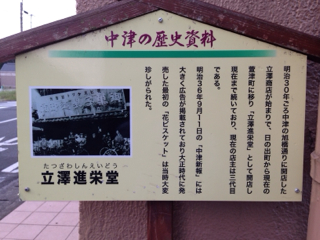 中津の歴史資料
明治30年ごろ中津の旭橋通りに開店した
立澤商店が始まりで、日の出町から現在の
萱津町に移り「立澤進栄堂」として開店し
現在まで続いており、現在の店主は三代目
である。
明治36年9月11日の「中津新報」には
大きく広告が掲載されており大正時代に発
売した最初の「花ビスケット」は当時大変
珍しがられた。
たつざわしんえいどう
立澤進栄堂